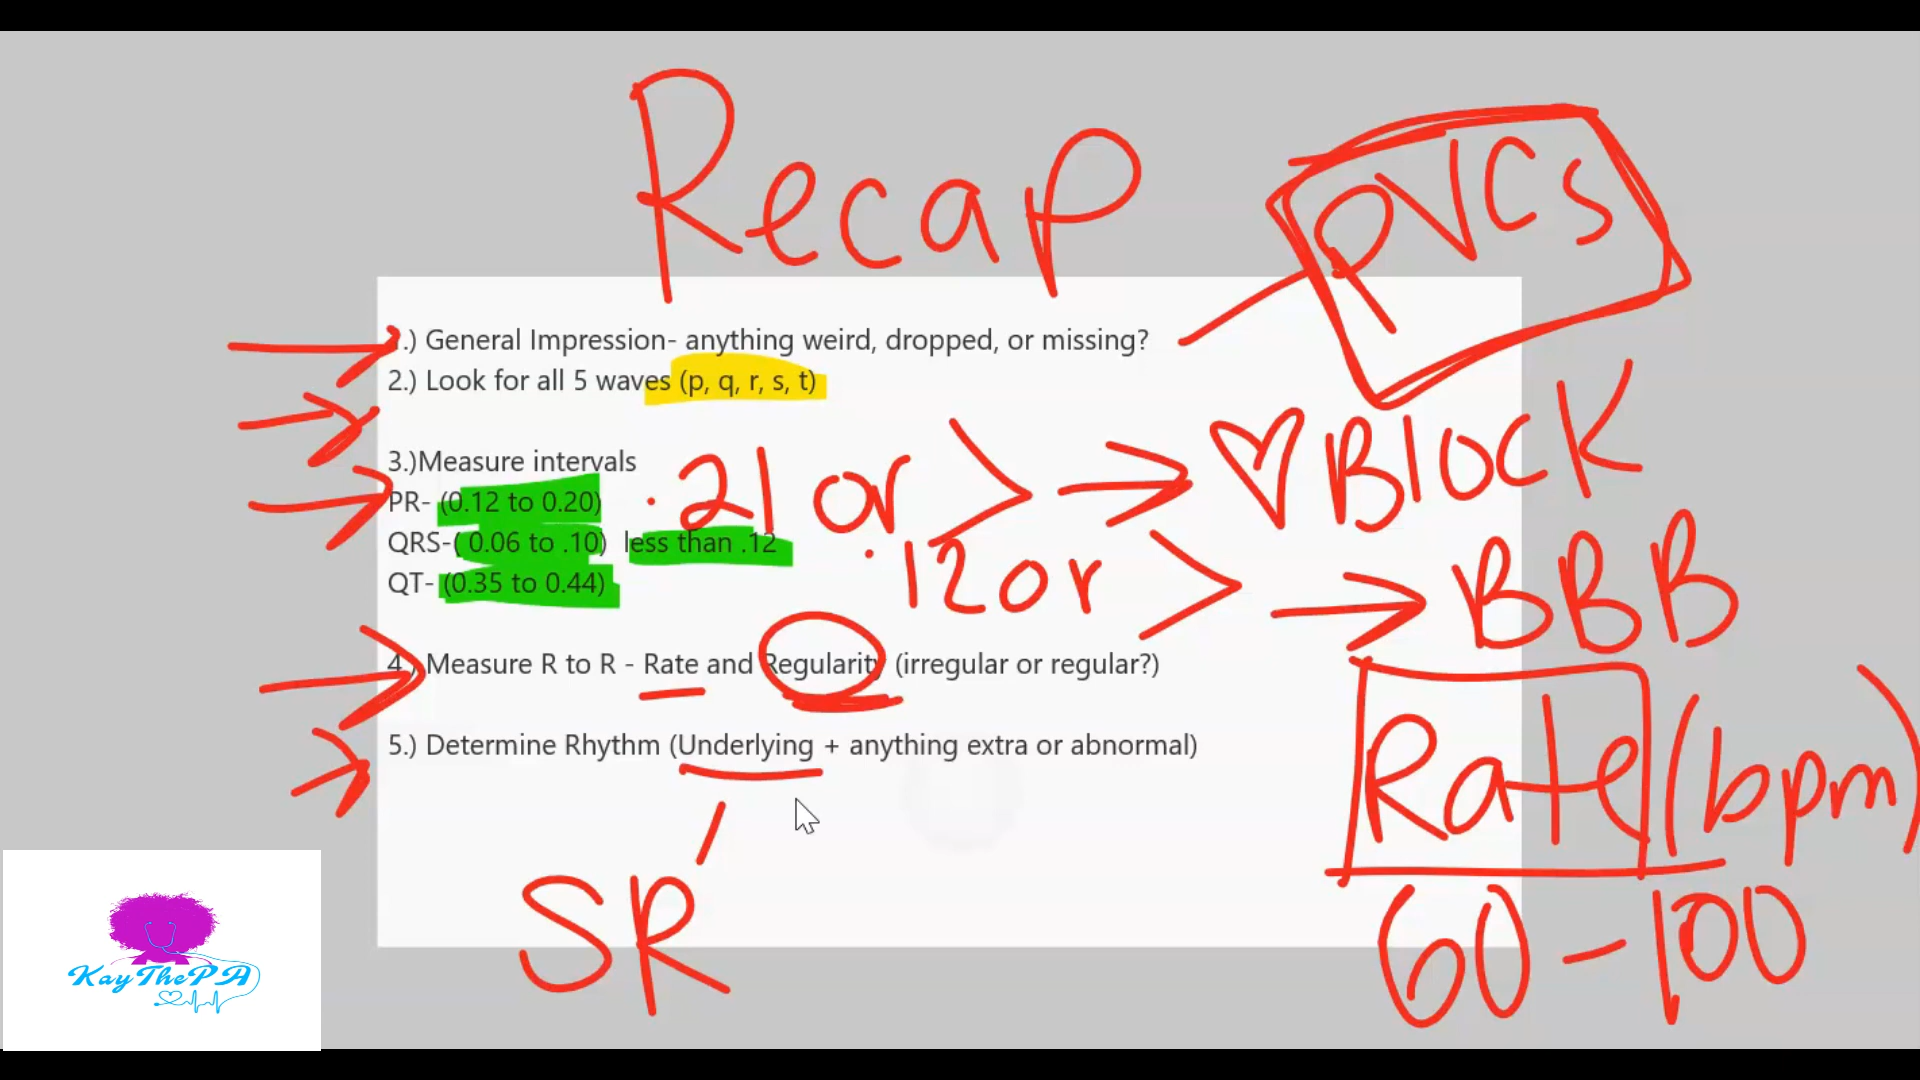 Recap
PVCs
1.) General Impression- anything weird, dropped, or missing?
2.) Look for all 5 waves (p, q, r, s, t)
3.)Measure intervals
PR- (0.12 to 0.20) .21 or > → ♡ Block
QRS-( 0.06 to .10) less than .12
.12 or > → BBB
QT- (0.35 to 0.44)
4.) Measure R to R - Rate and Regularity (irregular or regular?)
5.) Determine Rhythm (Underlying + anything extra or abnormal)
Rate (bpm)
60-100
SR
KayThePA